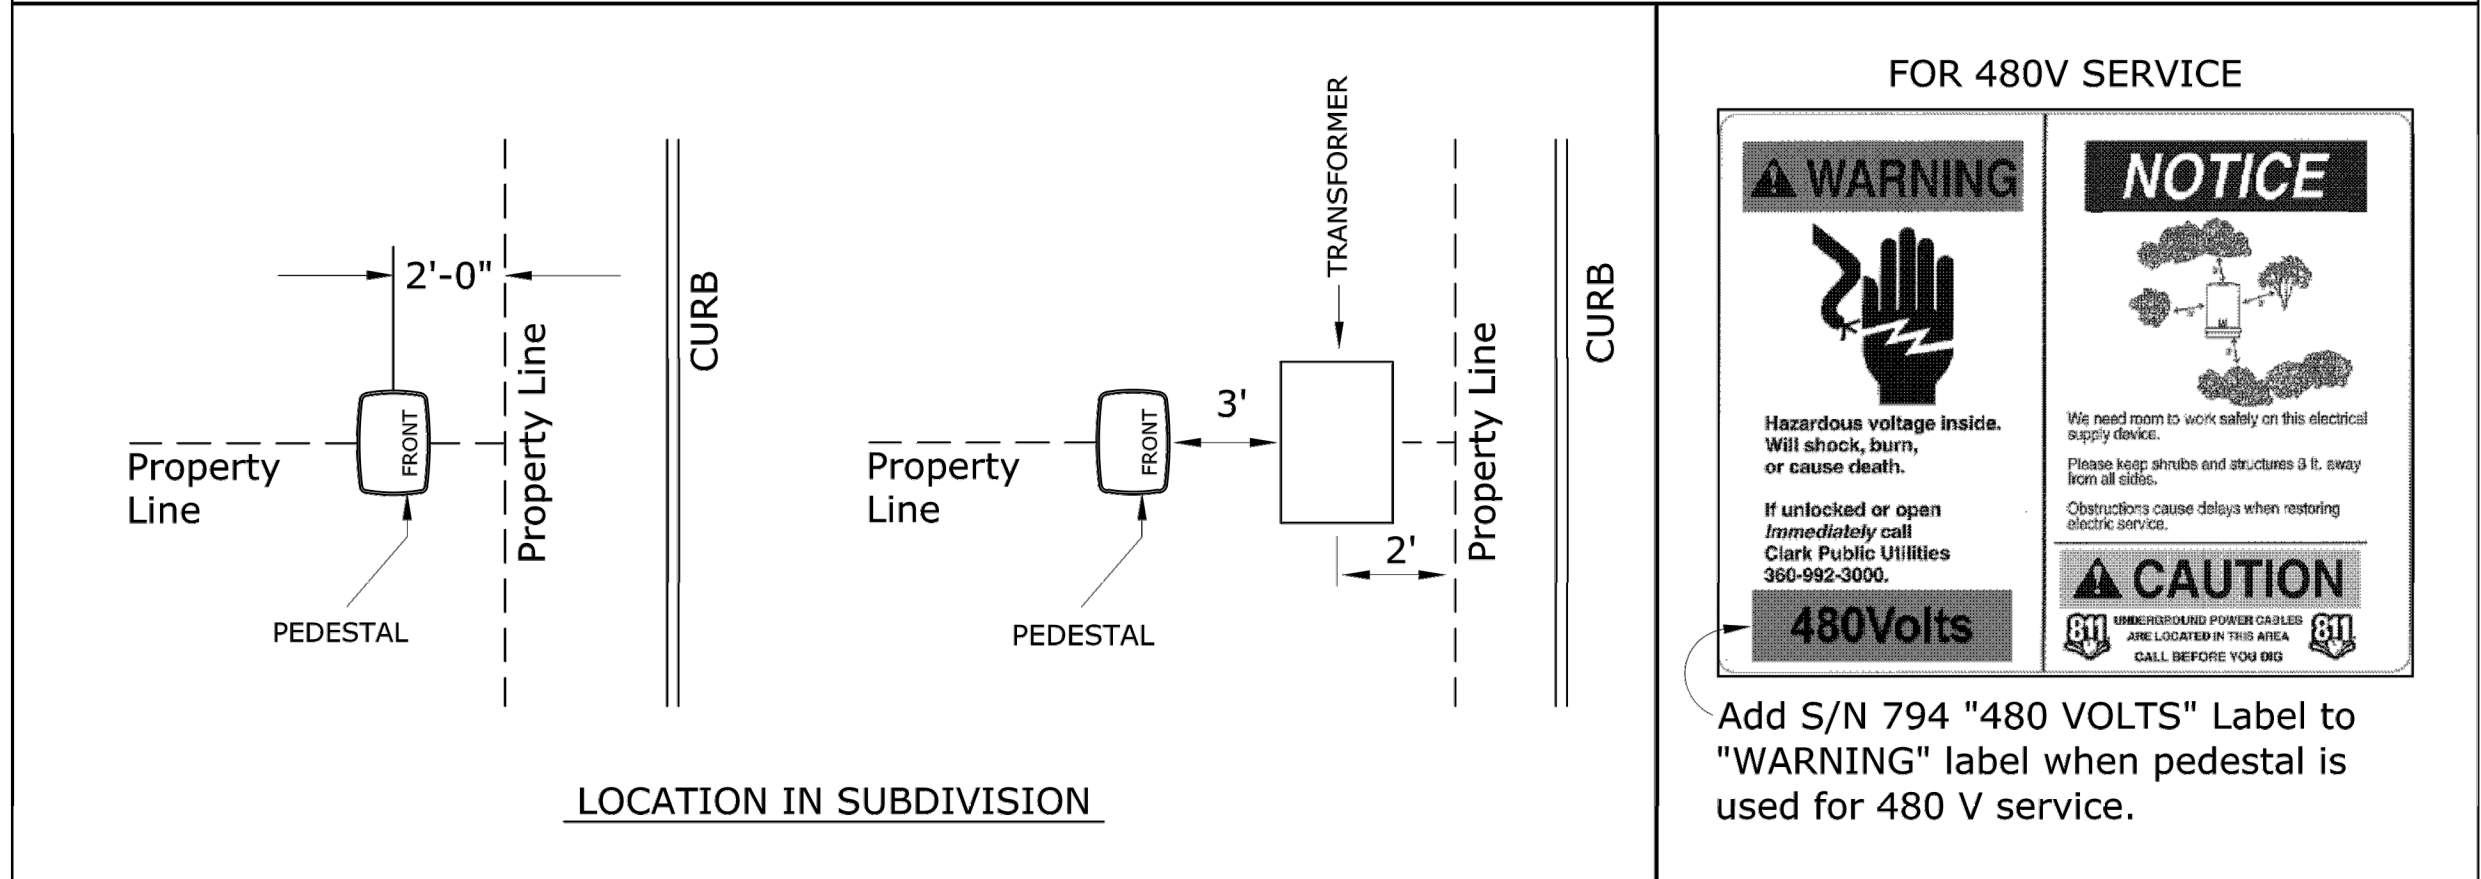 2'-0"
Property Line
CURB
FRONT
Property
Line
PEDESTAL
TRANSFORMER
3'
2'
Property Line
CURB
FRONT
Property
Line
PEDESTAL
LOCATION IN SUBDIVISION
FOR 480V SERVICE
WARNING
Hazardous voltage inside.
Will shock, burn,
or cause death.
If unlocked or open
Immediately call
Clark Public Utilities
360-992-3000.
480Volts
NOTICE
We need room to work safely on this electrical
supply device.
Please keep shrubs and structures 3 ft. away
from all sides.
Obstructions cause delays when restoring
electric service.
CAUTION
811
UNDERGROUND POWER CABLES
ARE LOCATED IN THIS AREA
CALL BEFORE YOU DIG
811
Add S/N 794 "480 VOLTS" Label to
"WARNING" label when pedestal is
used for 480 V service.